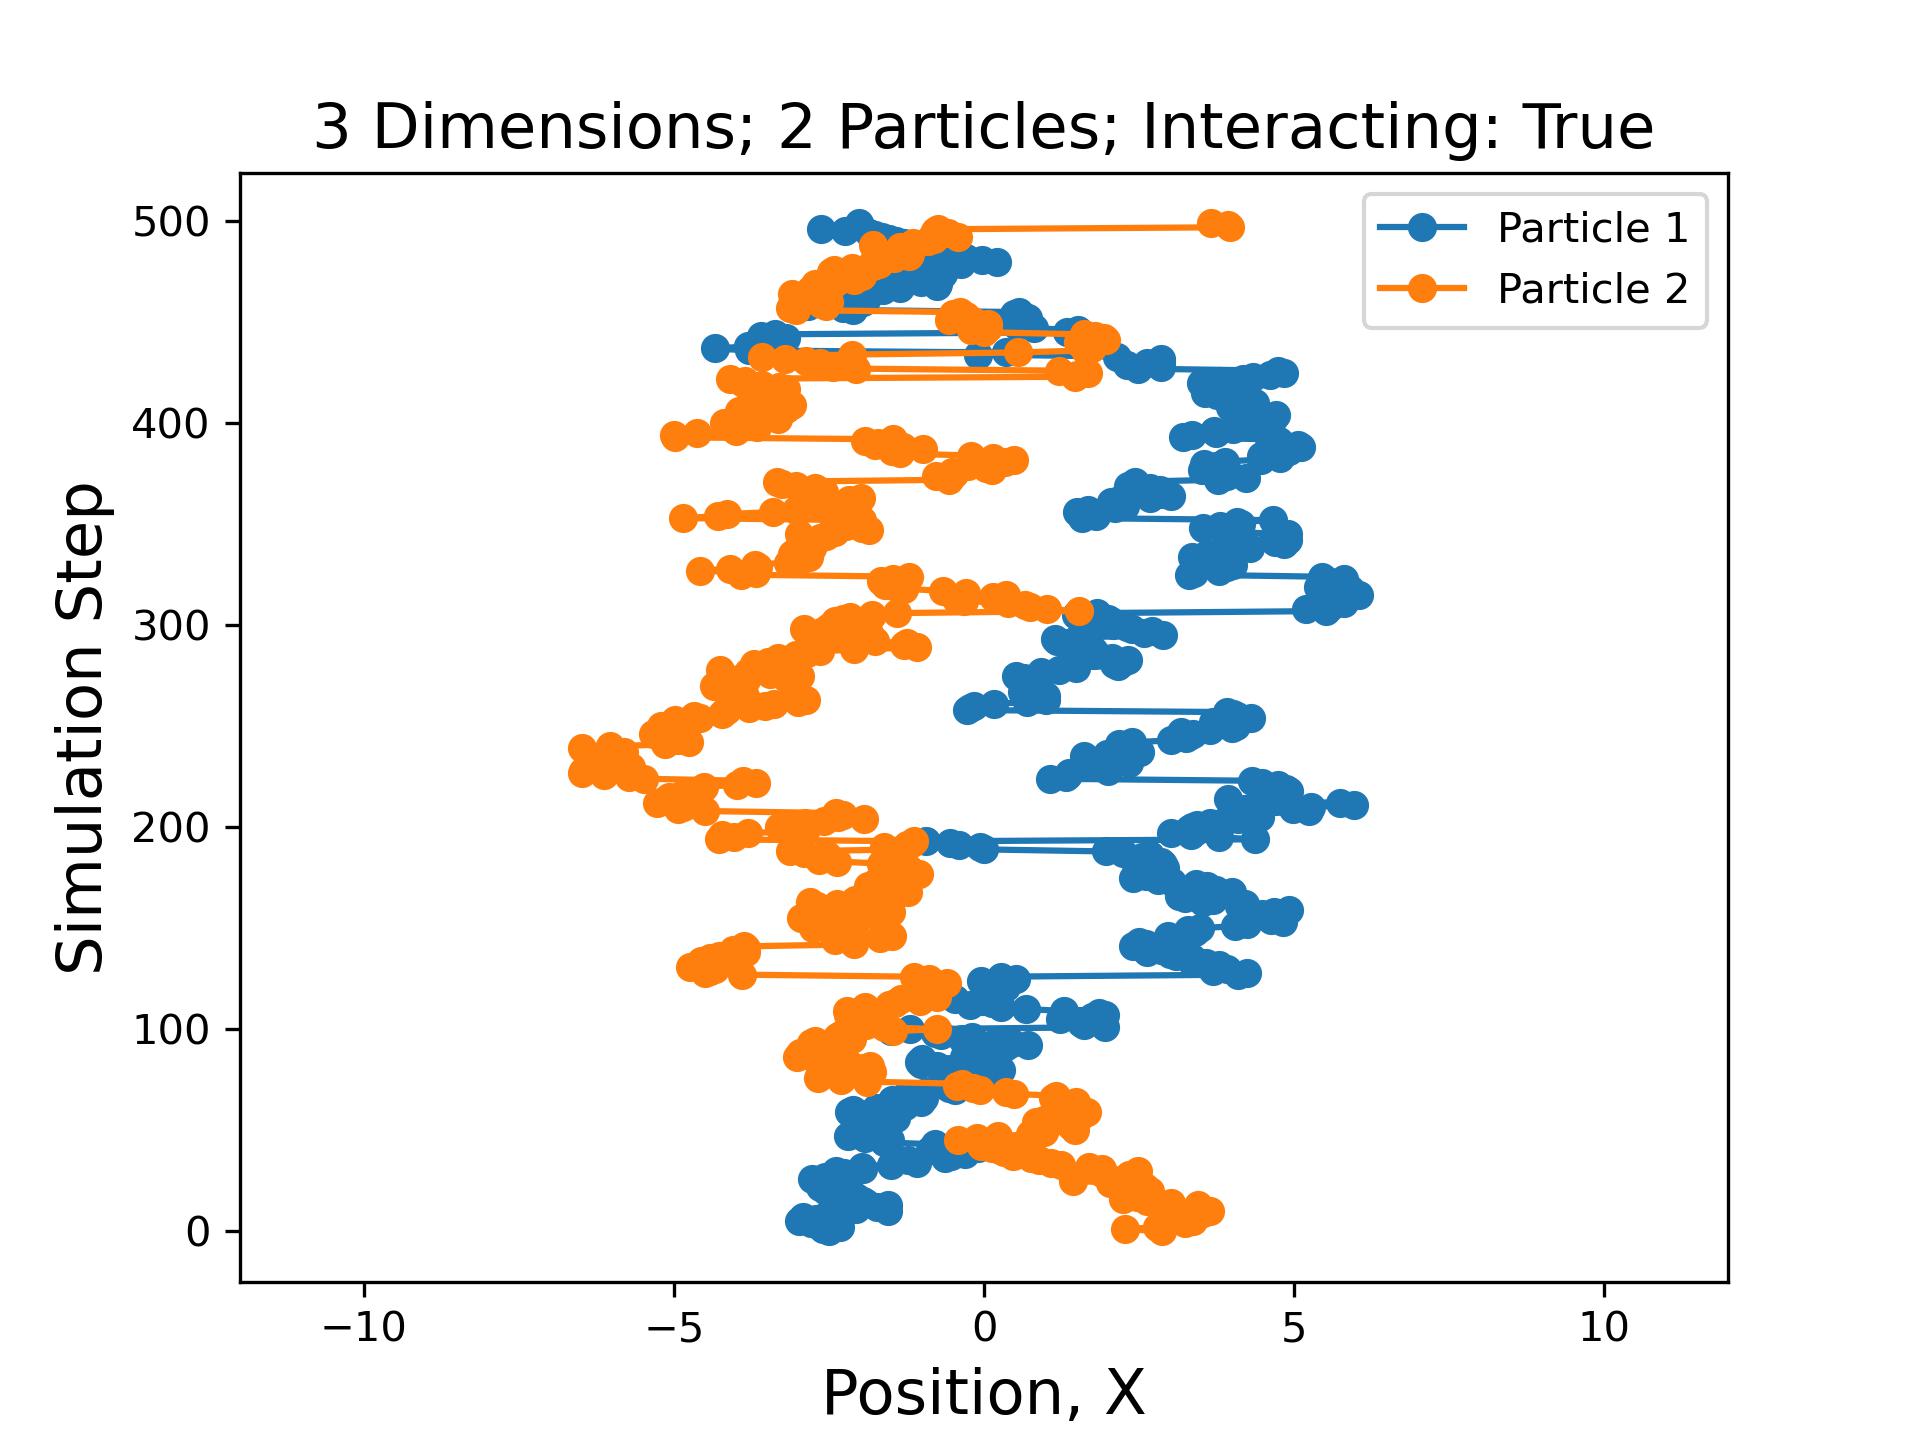 3 Dimensions; 2 Particles; Interacting: True
Particle 1
Particle 2
Simulation Step
500
400
300
200
100
0
−10
−5
0
5
10
Position, X